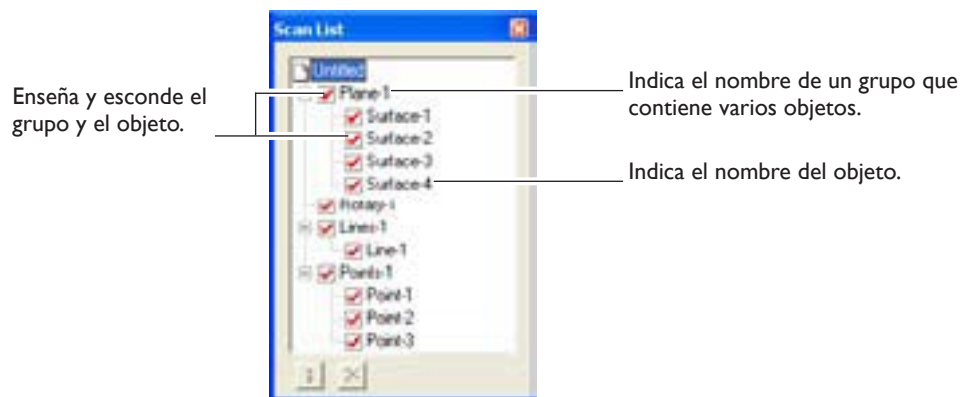 Scan List
Untitled
Enseña y esconde el
grupo y el objeto.
Plane-1
Surface-1
Surface-2
Surface-3
Surface-4
Rotary-1
Lines-1
Line-1
Points-1
Point-1
Point-2
Point-3
Indica el nombre de un grupo que
contiene varios objetos.
Indica el nombre del objeto.